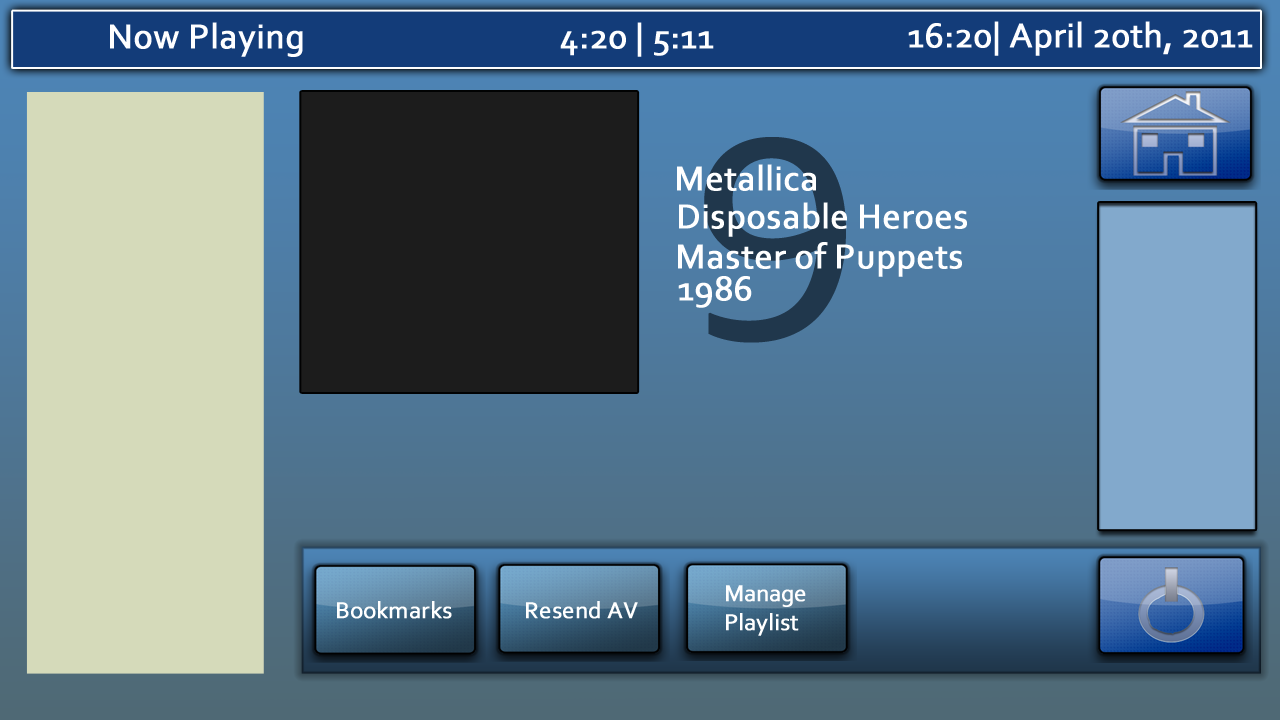 Now Playing
4:20 | 5:11
16:20| April 20th, 2011
9
Metallica
Disposable Heroes
Master of Puppets
1986
Bookmarks
Resend AV
Manage
Playlist